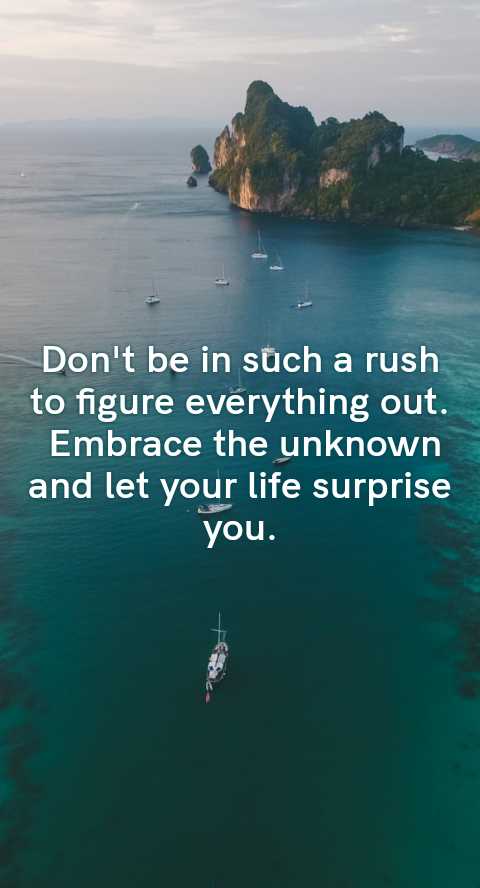 Don't be in such a rush
to figure everything out.
Embrace the unknown
and let your life surprise
you.